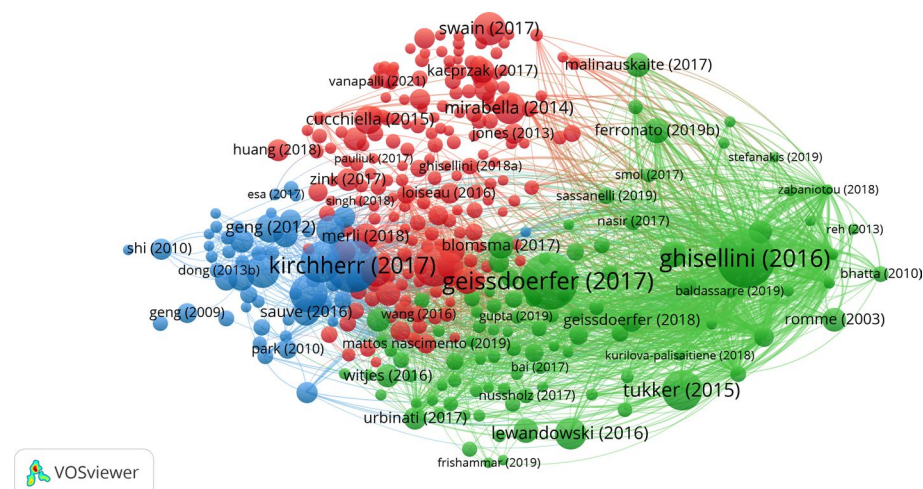 swain (2017)
malinauskaite (2017)
kacprzak (2017)
vanapalli (2021)
mirabella (2014)
cucchiella (2015)
jones (2013)
ferronato (2019b)
huang (2018)
pauliuk (2017)
stefanakis (2019)
ghisellini (2018a)
zink (2017)
smol (2017)
esa (2017)
loiseau (2016)
sassanelli (2019)
zabaniotou (2018)
singh (2018)
geng (2012)
nasir (2017)
reh (2013)
merli (2018)
shi (2010)
blomsma (2017)
ghisellini (2016)
kirchherr (2017)
dong (2013b)
bhatta (2010)
geissdoerfer (2017)
baldassarre (2019)
geng (2009)
sauve (2016)
wang (2016)
gupta (2019)
geissdoerfer (2018)
romme (2003)
mattos nascimento (2019)
park (2010)
kurilova-palisaitiene (2018)
bai (2017)
witjes (2016)
tukker (2015)
nussholz (2017)
urbinati (2017)
lewandowski (2016)
frishammar (2019)
VOSviewer